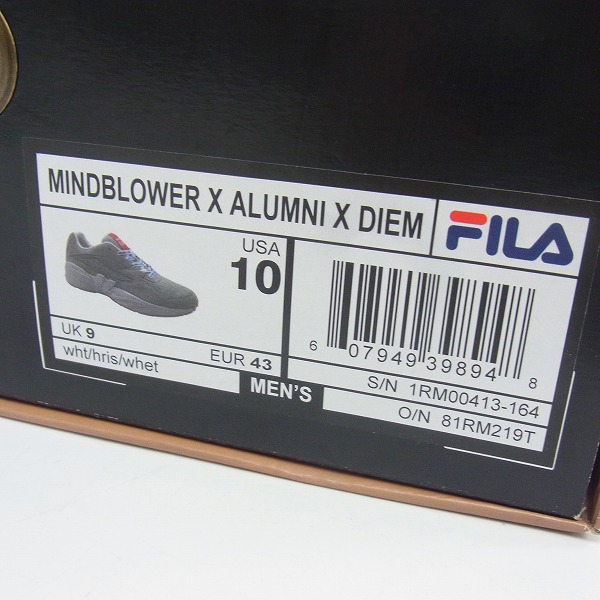 MINDBLOWER X ALUMNI X DIEM
FILA
USA
10
UK 9
EUR 43
wht/hris/whet
MEN'S
6 07949 39894 8
S/N 1RM00413-164
O/N 81RM219T